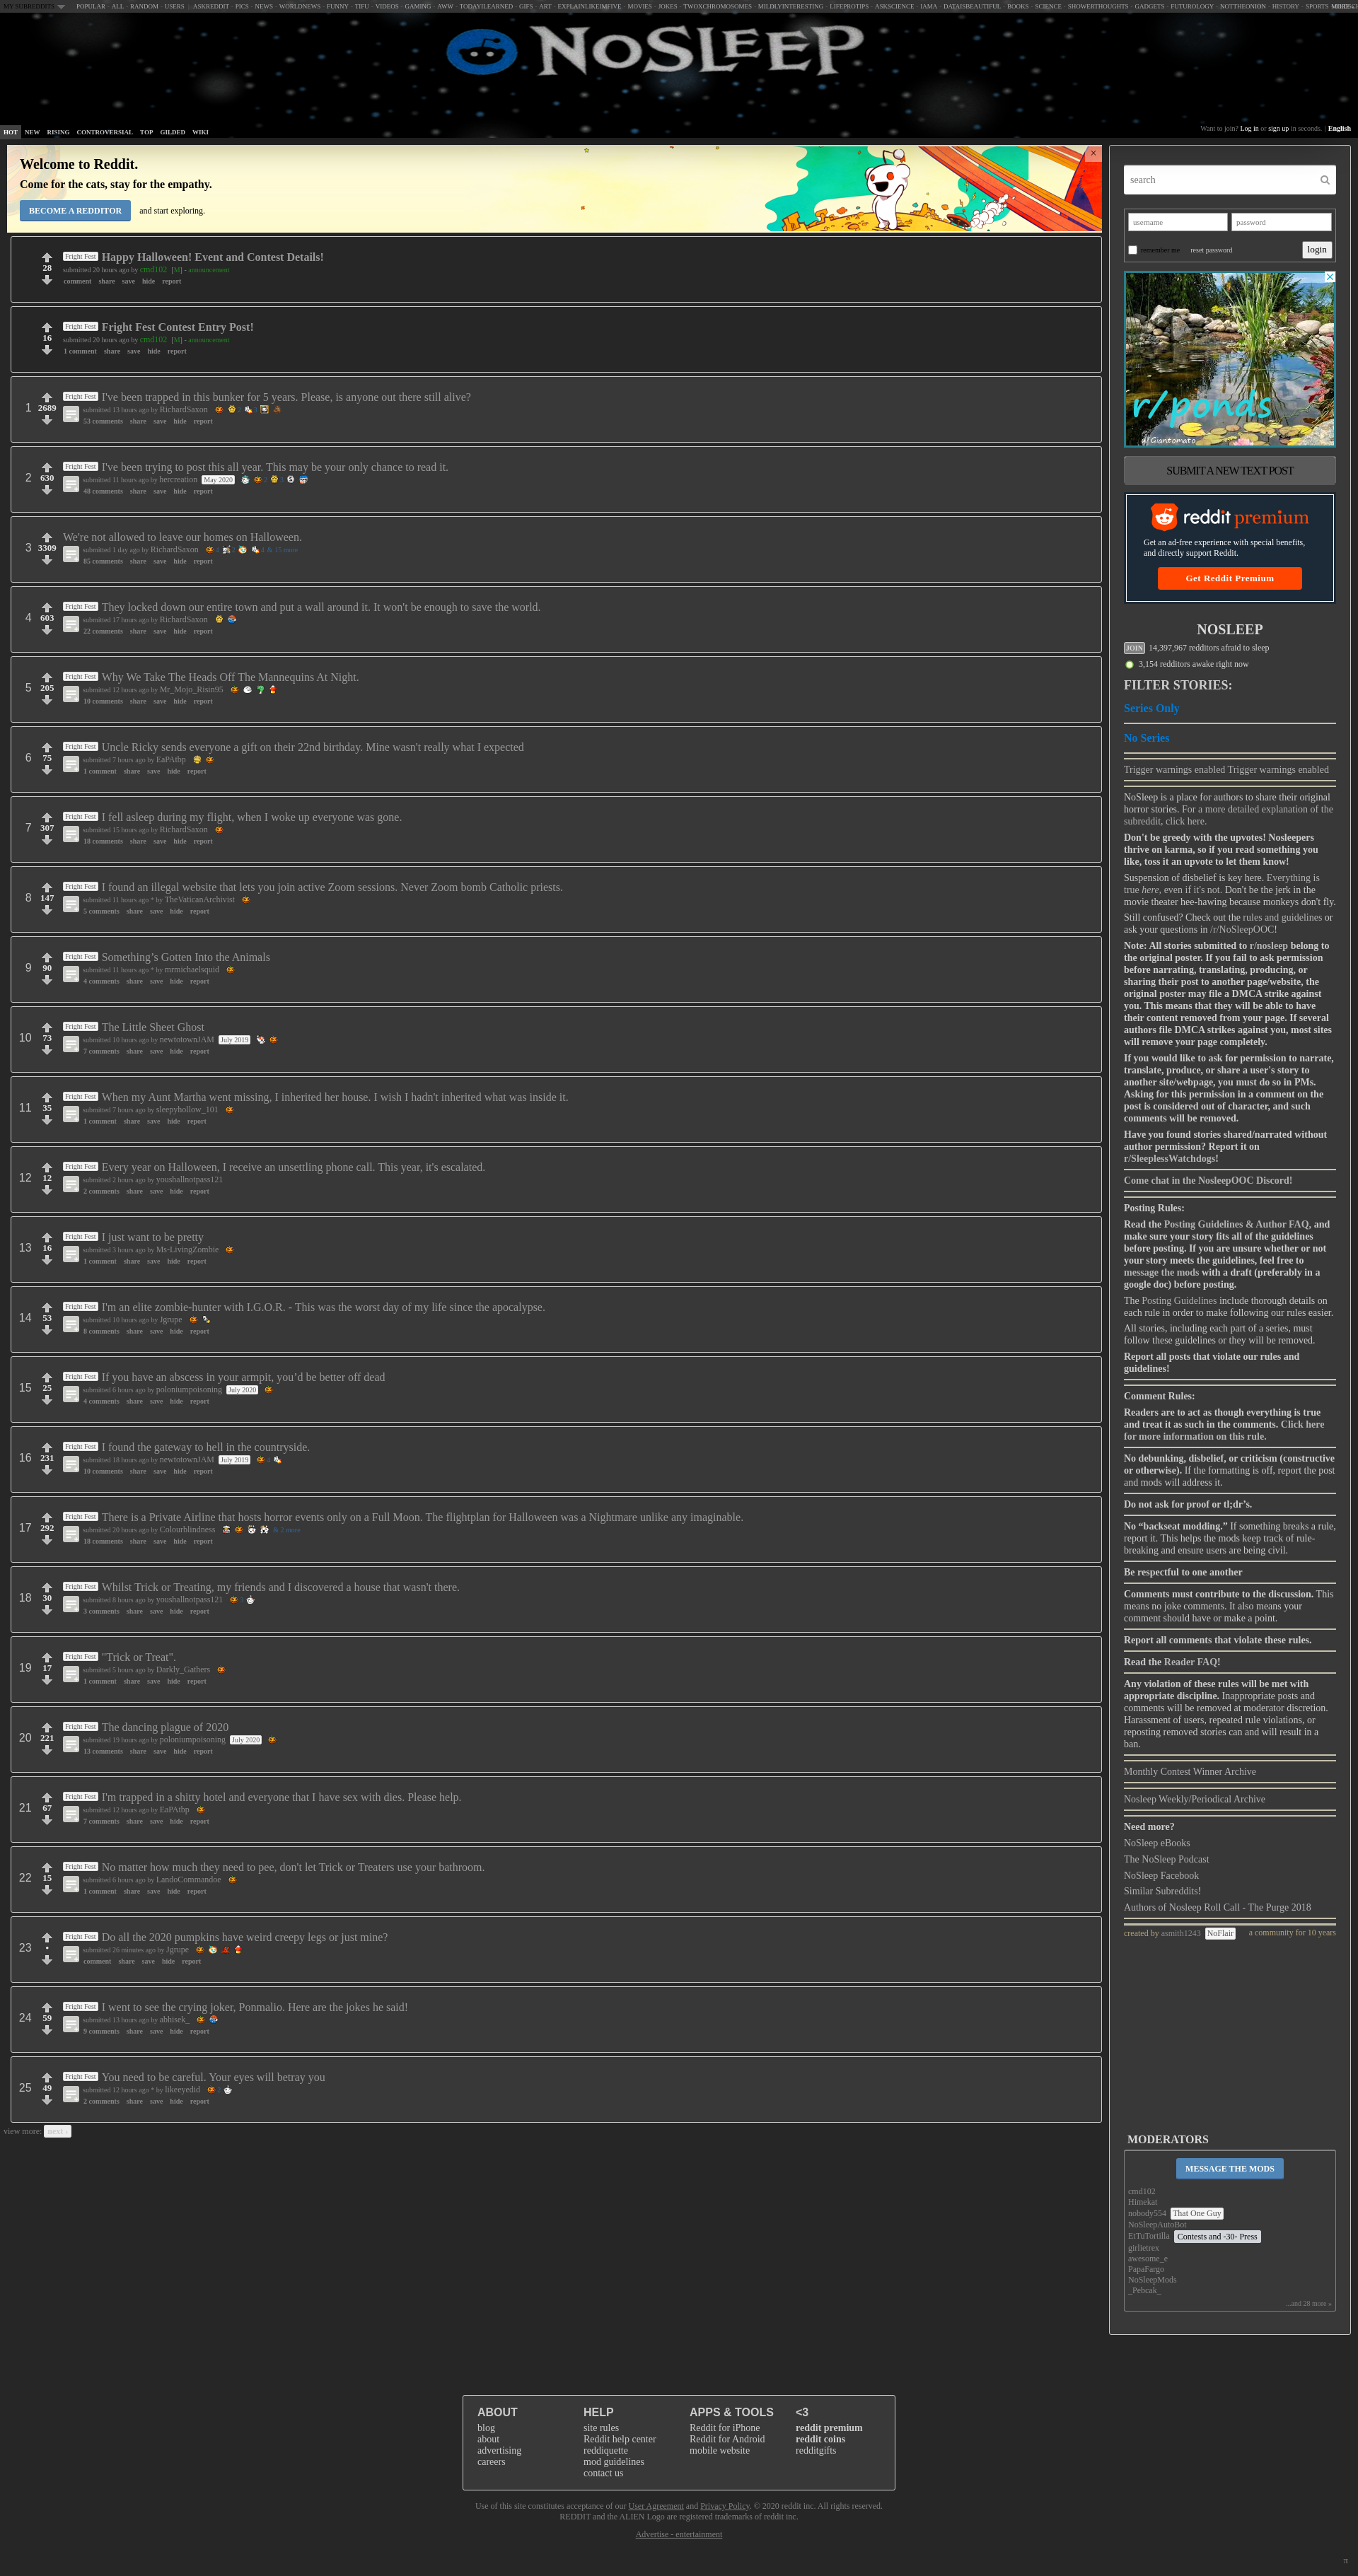 MY SUBREDDITS POPULAR - ALL - RANDOM - USERS | ASKREDDIT - PICS - NEWS - WORLDNEWS - FUNNY - TIFU - VIDEOS - GAMING - AWW - TODAYILEARNED - GIFS - ART - EXPLAINLIKEIMFIVE - MOVIES - JOKES - TWOXCHROMOSOMES - MILDLYINTERESTING - LIFEPROTIPS - ASKSCIENCE - IAMA - DATAISBEAUTIFUL - BOOKS - SCIENCE - SHOWERTHOUGHTS - GADGETS - FUTUROLOGY - NOTTHEONION - HISTORY - SPORTS
NoSleep
HOT NEW RISING CONTROVERSIAL TOP GILDED WIKI
Want to join? Log in or sign up in seconds. | English
Welcome to Reddit.
Come for the cats, stay for the empathy.
BECOME A REDDITOR and start exploring.
28
Fright Fest Happy Halloween! Event and Contest Details!
submitted 20 hours ago by cmd102 [M] - announcement
comment share save hide report
16
Fright Fest Fright Fest Contest Entry Post!
submitted 20 hours ago by cmd102 [M] - announcement
1 comment share save hide report
1 2689
Fright Fest I've been trapped in this bunker for 5 years. Please, is anyone out there still alive?
submitted 13 hours ago by RichardSaxon
53 comments share save hide report
2 630
Fright Fest I've been trying to post this all year. This may be your only chance to read it.
submitted 11 hours ago by hercreation May 2020
48 comments share save hide report
3 3309
We're not allowed to leave our homes on Halloween.
submitted 1 day ago by RichardSaxon & 15 more
85 comments share save hide report
4 603
Fright Fest They locked down our entire town and put a wall around it. It won't be enough to save the world.
submitted 17 hours ago by RichardSaxon
22 comments share save hide report
5 205
Fright Fest Why We Take The Heads Off The Mannequins At Night.
submitted 12 hours ago by Mr_Mojo_Risin95
10 comments share save hide report
6 75
Fright Fest Uncle Ricky sends everyone a gift on their 22nd birthday. Mine wasn't really what I expected
submitted 7 hours ago by EaPAtbp
1 comment share save hide report
7 307
Fright Fest I fell asleep during my flight, when I woke up everyone was gone.
submitted 15 hours ago by RichardSaxon
18 comments share save hide report
8 147
Fright Fest I found an illegal website that lets you join active Zoom sessions. Never Zoom bomb Catholic priests.
submitted 11 hours ago * by TheVaticanArchivist
5 comments share save hide report
9 90
Fright Fest Something’s Gotten Into the Animals
submitted 11 hours ago * by mrmichaelsquid
4 comments share save hide report
10 73
Fright Fest The Little Sheet Ghost
submitted 10 hours ago by newtotownJAM July 2019
7 comments share save hide report
11 35
Fright Fest When my Aunt Martha went missing, I inherited her house. I wish I hadn't inherited what was inside it.
submitted 7 hours ago by sleepyhollow_101
1 comment share save hide report
12 12
Fright Fest Every year on Halloween, I receive an unsettling phone call. This year, it's escalated.
submitted 2 hours ago by youshallnotpass121
2 comments share save hide report
13 16
Fright Fest I just want to be pretty
submitted 3 hours ago by Ms-LivingZombie
1 comment share save hide report
14 53
Fright Fest I'm an elite zombie-hunter with I.G.O.R. - This was the worst day of my life since the apocalypse.
submitted 10 hours ago by Jgrupe
8 comments share save hide report
15 25
Fright Fest If you have an abscess in your armpit, you’d be better off dead
submitted 6 hours ago by poloniumpoisoning July 2020
4 comments share save hide report
16 231
Fright Fest I found the gateway to hell in the countryside.
submitted 18 hours ago by newtotownJAM July 2019
10 comments share save hide report
17 292
Fright Fest There is a Private Airline that hosts horror events only on a Full Moon. The flightplan for Halloween was a Nightmare unlike any imaginable.
submitted 20 hours ago by Colourblindness & 2 more
18 comments share save hide report
18 30
Fright Fest Whilst Trick or Treating, my friends and I discovered a house that wasn't there.
submitted 8 hours ago by youshallnotpass121
3 comments share save hide report
19 17
Fright Fest "Trick or Treat".
submitted 5 hours ago by Darkly_Gathers
1 comment share save hide report
20 221
Fright Fest The dancing plague of 2020
submitted 19 hours ago by poloniumpoisoning July 2020
13 comments share save hide report
21 67
Fright Fest I'm trapped in a shitty hotel and everyone that I have sex with dies. Please help.
submitted 12 hours ago by EaPAtbp
7 comments share save hide report
22 15
Fright Fest No matter how much they need to pee, don't let Trick or Treaters use your bathroom.
submitted 6 hours ago by LandoCommandoe
1 comment share save hide report
23 •
Fright Fest Do all the 2020 pumpkins have weird creepy legs or just mine?
submitted 26 minutes ago by Jgrupe
comment share save hide report
24 59
Fright Fest I went to see the crying joker, Ponmalio. Here are the jokes he said!
submitted 13 hours ago by abhisek_
9 comments share save hide report
25 49
Fright Fest You need to be careful. Your eyes will betray you
submitted 12 hours ago * by likeeyedid
2 comments share save hide report
view more: next ›
search
username password
remember me reset password login
r/ponds
u/Giantomato
SUBMIT A NEW TEXT POST
reddit premium
Get an ad-free experience with special benefits,
and directly support Reddit.
Get Reddit Premium
NOSLEEP
JOIN 14,397,967 redditors afraid to sleep
3,154 redditors awake right now
FILTER STORIES:
Series Only
No Series
Trigger warnings enabled Trigger warnings enabled
NoSleep is a place for authors to share their original
horror stories. For a more detailed explanation of the
subreddit, click here.
Don't be greedy with the upvotes! Nosleepers
thrive on karma, so if you read something you
like, toss it an upvote to let them know!
Suspension of disbelief is key here. Everything is
true here, even if it's not. Don't be the jerk in the
movie theater hee-hawing because monkeys don't fly.
Still confused? Check out the rules and guidelines or
ask your questions in /r/NoSleepOOC!
Note: All stories submitted to r/nosleep belong to
the original poster. If you fail to ask permission
before narrating, translating, producing, or
sharing their post to another page/website, the
original poster may file a DMCA strike against
you. This means that they will be able to have
their content removed from your page. If several
authors file DMCA strikes against you, most sites
will remove your page completely.
If you would like to ask for permission to narrate,
translate, produce, or share a user's story to
another site/webpage, you must do so in PMs.
Asking for this permission in a comment on the
post is considered out of character, and such
comments will be removed.
Have you found stories shared/narrated without
author permission? Report it on
r/SleeplessWatchdogs!
Come chat in the NosleepOOC Discord!
Posting Rules:
Read the Posting Guidelines & Author FAQ, and
make sure your story fits all of the guidelines
before posting. If you are unsure whether or not
your story meets the guidelines, feel free to
message the mods with a draft (preferably in a
google doc) before posting.
The Posting Guidelines include thorough details on
each rule in order to make following our rules easier.
All stories, including each part of a series, must
follow these guidelines or they will be removed.
Report all posts that violate our rules and
guidelines!
Comment Rules:
Readers are to act as though everything is true
and treat it as such in the comments. Click here
for more information on this rule.
No debunking, disbelief, or criticism (constructive
or otherwise). If the formatting is off, report the post
and mods will address it.
Do not ask for proof or tl;dr’s.
No “backseat modding.” If something breaks a rule,
report it. This helps the mods keep track of rule-
breaking and ensure users are being civil.
Be respectful to one another
Comments must contribute to the discussion. This
means no joke comments. It also means your
comment should have or make a point.
Report all comments that violate these rules.
Read the Reader FAQ!
Any violation of these rules will be met with
appropriate discipline. Inappropriate posts and
comments will be removed at moderator discretion.
Harassment of users, repeated rule violations, or
reposting removed stories can and will result in a
ban.
Monthly Contest Winner Archive
Nosleep Weekly/Periodical Archive
Need more?
NoSleep eBooks
The NoSleep Podcast
NoSleep Facebook
Similar Subreddits!
Authors of Nosleep Roll Call - The Purge 2018
created by asmith1243 NoFlair a community for 10 years
MODERATORS
MESSAGE THE MODS
cmd102
Himekat
nobody554 That One Guy
NoSleepAutoBot
EtTuTortilla Contests and -30- Press
girlietrex
awesome_e
PapaFargo
NoSleepMods
_Pebcak_
...and 28 more »
ABOUT
blog
about
advertising
careers
HELP
site rules
Reddit help center
reddiquette
mod guidelines
contact us
APPS & TOOLS
Reddit for iPhone
Reddit for Android
mobile website
<3
reddit premium
reddit coins
redditgifts
Use of this site constitutes acceptance of our User Agreement and Privacy Policy. © 2020 reddit inc. All rights reserved.
REDDIT and the ALIEN Logo are registered trademarks of reddit inc.
Advertise - entertainment
π